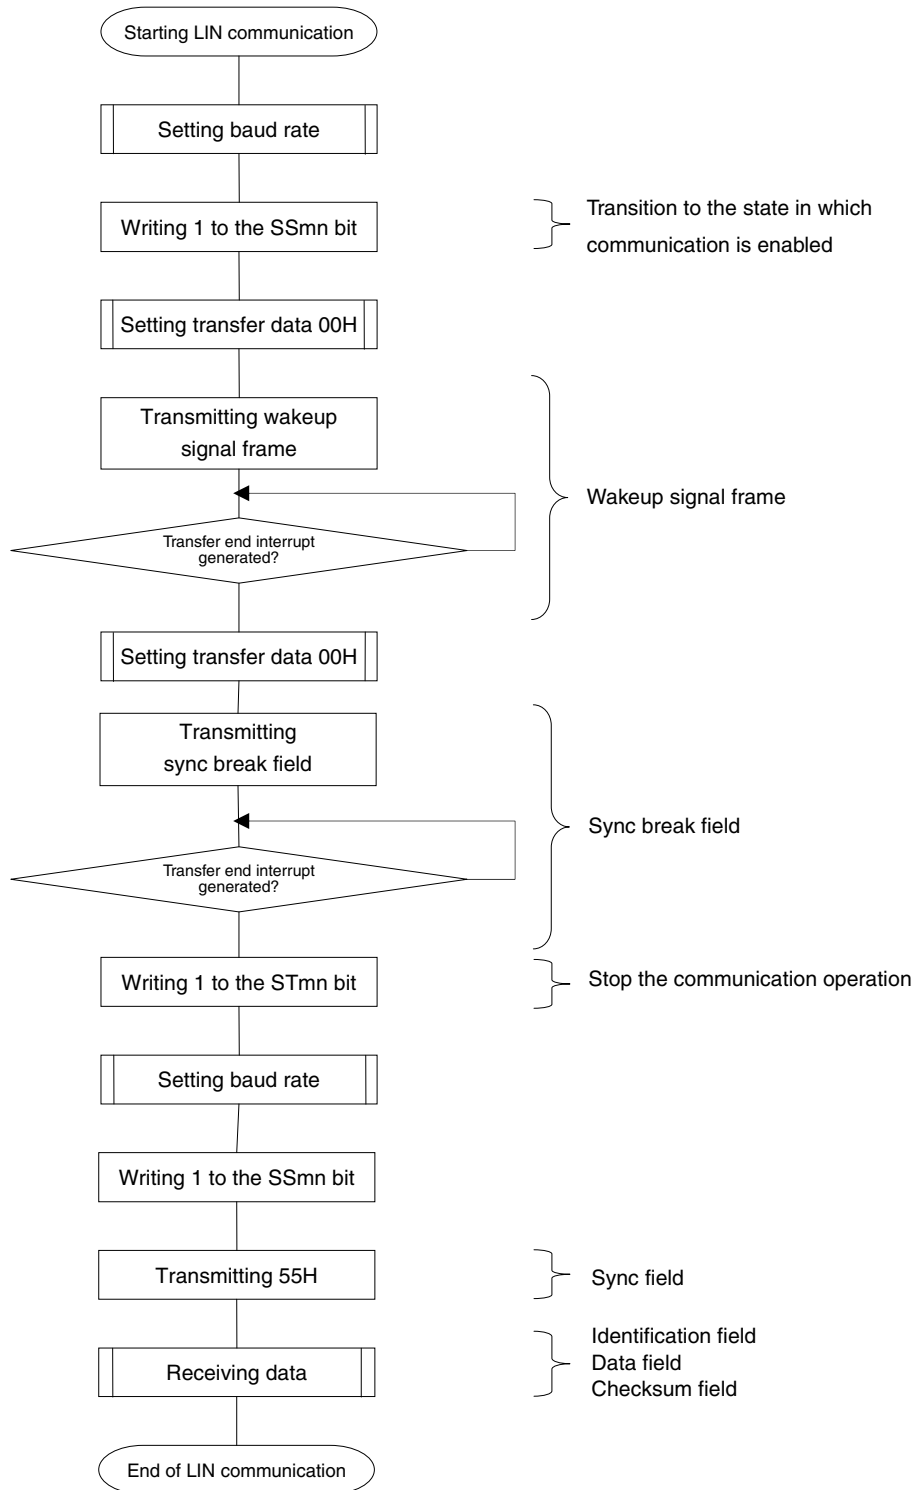 Starting LIN communication
Setting baud rate
Writing 1 to the SSmn bit
Transition to the state in which
communication is enabled
Setting transfer data 00H
Transmitting wakeup
signal frame
Wakeup signal frame
Transfer end interrupt
generated?
Setting transfer data 00H
Transmitting
sync break field
Sync break field
Transfer end interrupt
generated?
Writing 1 to the STmn bit
Stop the communication operation
Setting baud rate
Writing 1 to the SSmn bit
Transmitting 55H
Sync field
Receiving data
Identification field
Data field
Checksum field
End of LIN communication